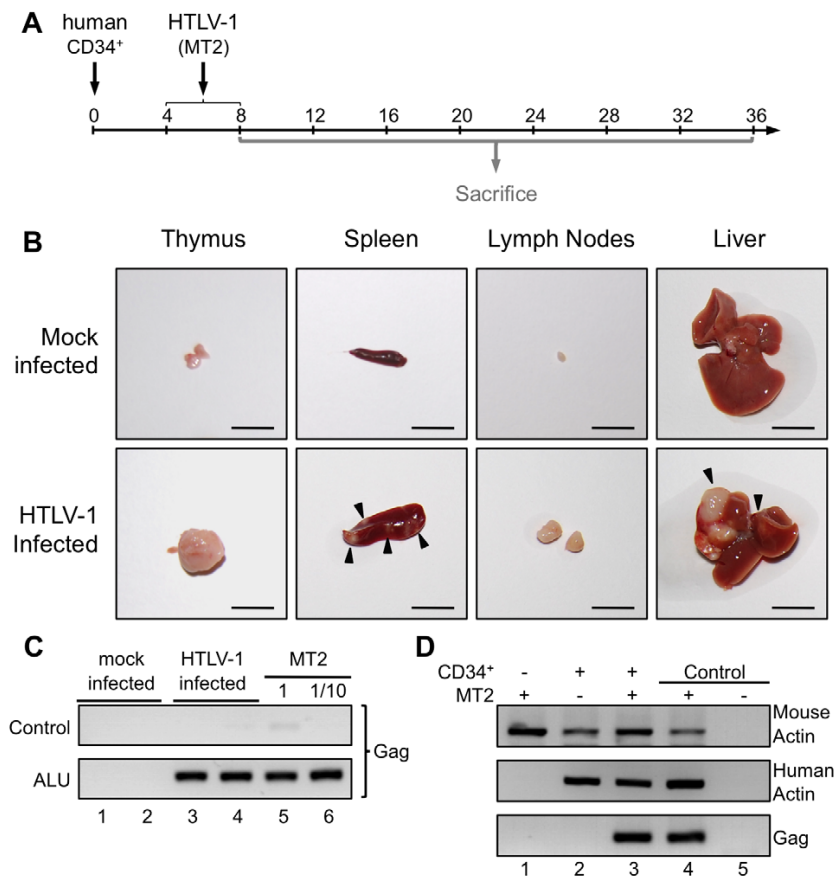 A
human
CD34+
HTLV-1
(MT2)
0 4 8 12 16 20 24 28 32 36
Sacrifice
B
Thymus Spleen Lymph Nodes Liver
Mock
infected
HTLV-1
Infected
C
mock
infected
HTLV-1
infected
MT2
1 1/10
Control
ALU
Gag
1 2 3 4 5 6
D
CD34+ - + + Control
MT2 + - + + -
Mouse
Actin
Human
Actin
Gag
1 2 3 4 5